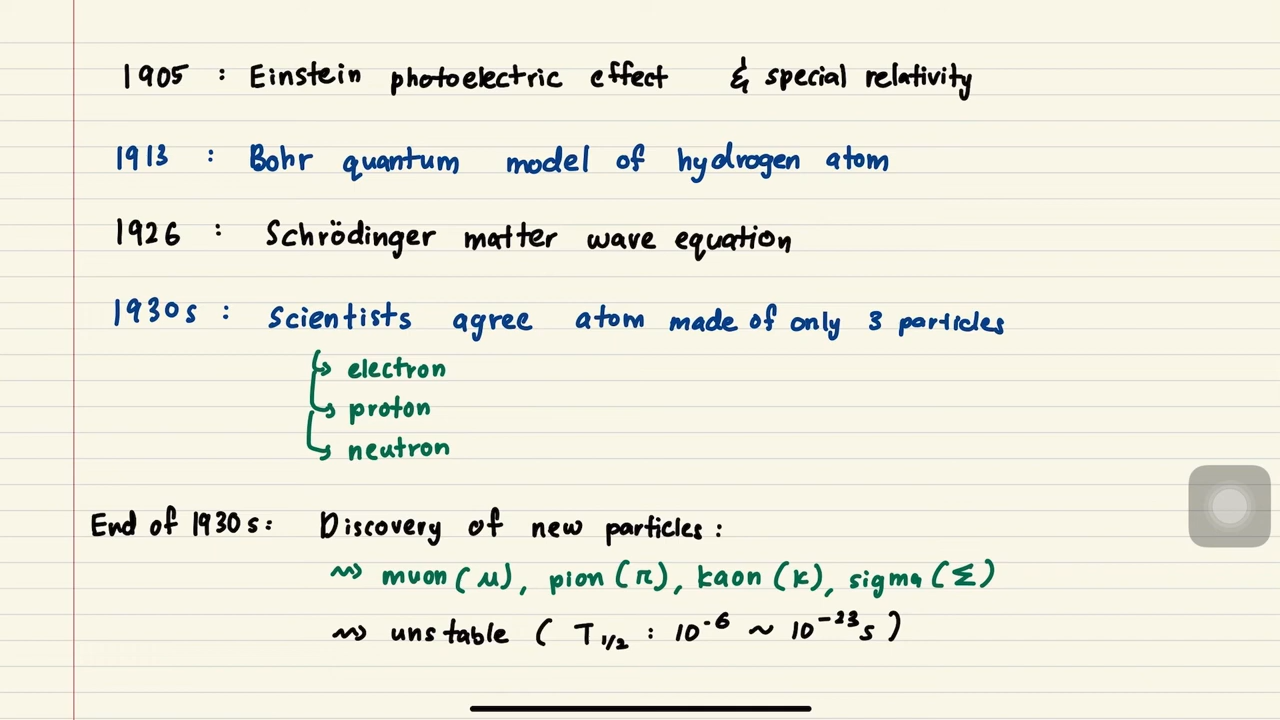 1905 : Einstein photoelectric effect & special relativity
1913 : Bohr quantum model of hydrogen atom
1926 : Schrödinger matter wave equation
1930s : Scientists agree atom made of only 3 particles
↳ electron
↳ proton
↳ neutron
End of 1930s: Discovery of new particles :
⇝ muon (μ), pion (π), kaon (K), sigma (Σ)
⇝ unstable ( T₁/₂ : 10⁻⁶ ~ 10⁻²³s )